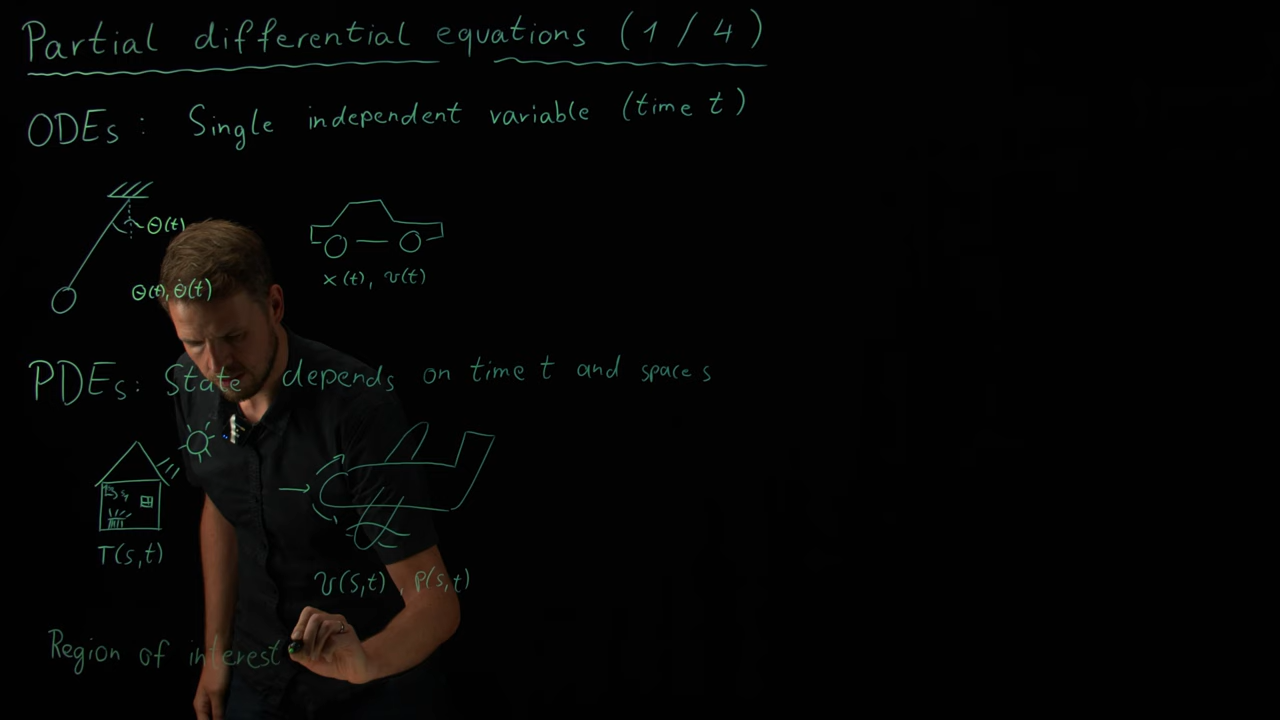 Partial differential equations (1/4)
ODEs: Single independent variable (time t)
Θ(t)
Θ(t), Θ̇(t)
x(t), v(t)
PDEs: State depends on time t and space s
T(s,t)
v(s,t), p(s,t)
Region of interest